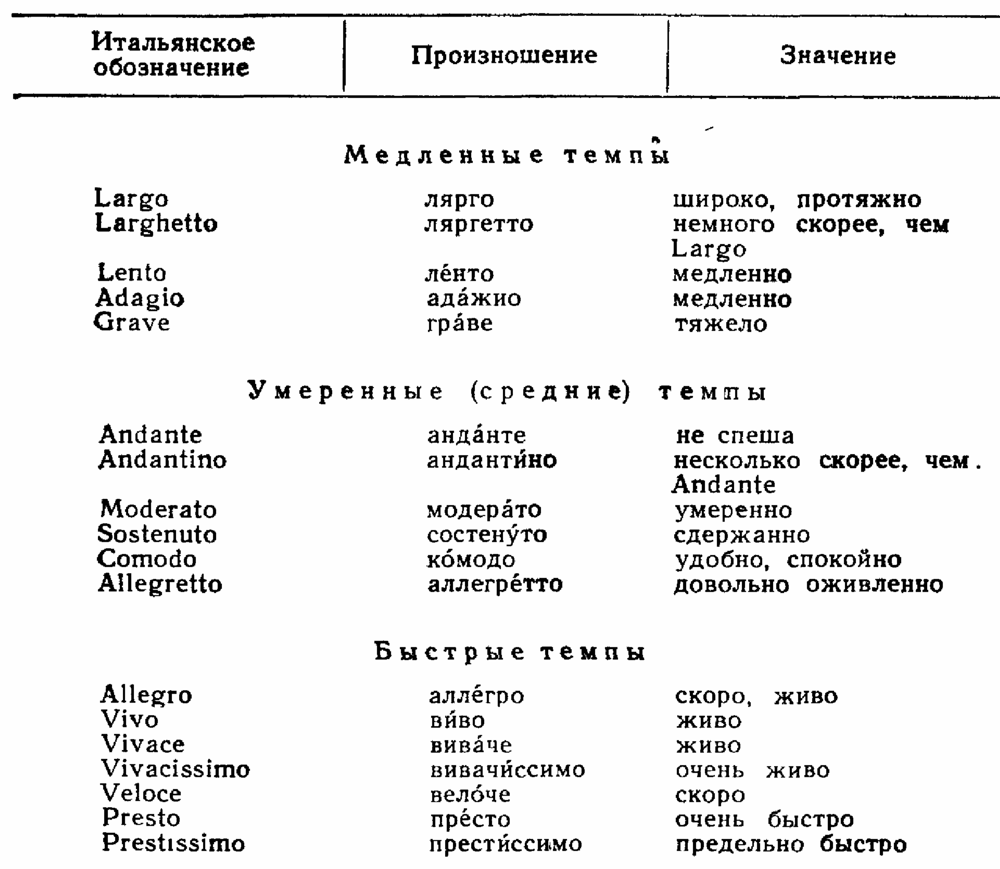 Итальянское обозначение Произношение Значение
Медленные темпы
Largo лярго широко, протяжно
Larghetto ляргетто немного скорее, чем
Largo
Lento ле́нто медленно
Adagio ада́жио медленно
Grave гра́ве тяжело
Умеренные (средние) темпы
Andante анда́нте не спеша
Andantino анданти́но несколько скорее, чем
Andante
Moderato модера́то умеренно
Sostenuto состену́то сдержанно
Comodo ко́модо удобно, спокойно
Allegretto аллегре́тто довольно оживленно
Быстрые темпы
Allegro алле́гро скоро, живо
Vivo ви́во живо
Vivace вива́че живо
Vivacissimo вивачи́ссимо очень живо
Veloce вело́че скоро
Presto пре́сто очень быстро
Prestissimo прести́ссимо предельно быстро